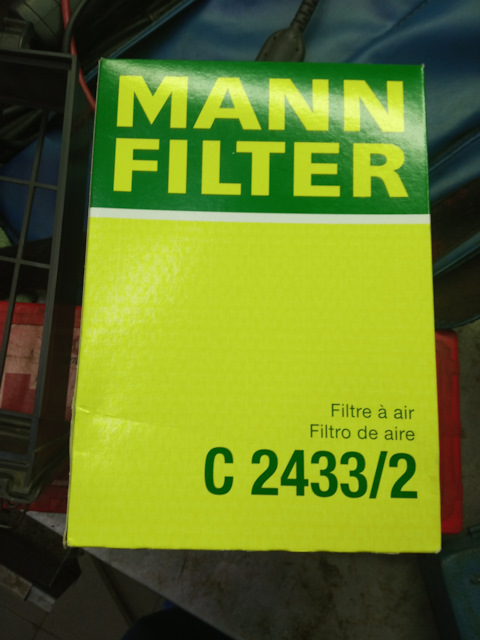 MANN
FILTER
Filtre à air
Filtro de aire
C 2433/2